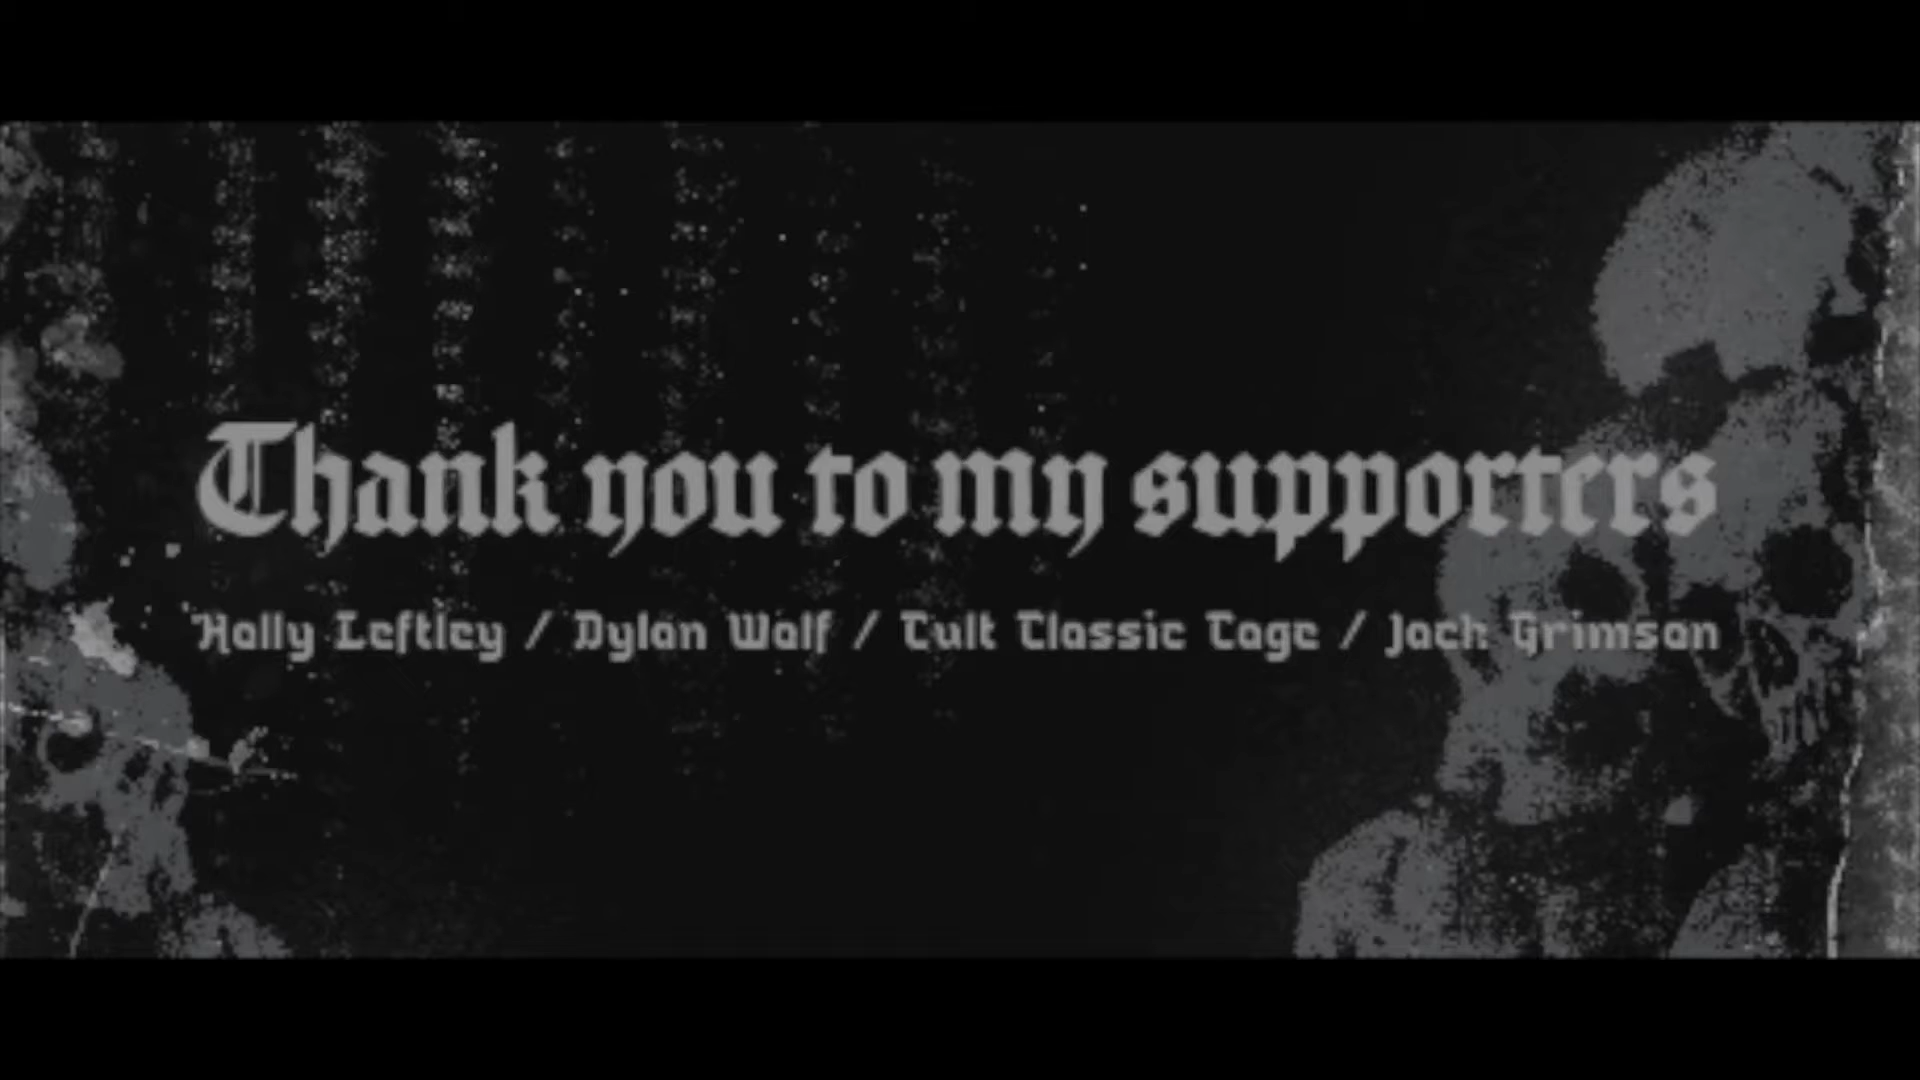 Thank you to my supporters
Holly Leftley / Dylan Wolf / Cult Classic Cage / Jack Grimson